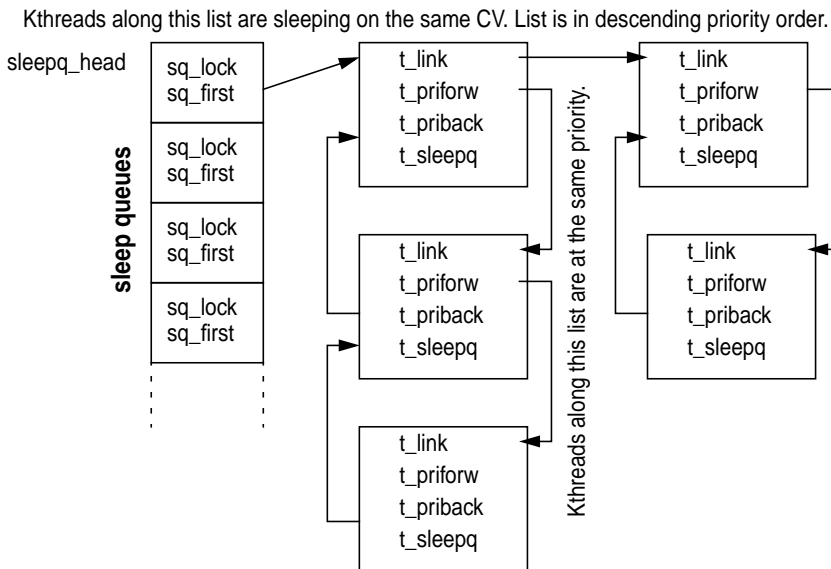 Kthreads along this list are sleeping on the same CV. List is in descending priority order.
sleepq_head
sleep queues
sq_lock
sq_first
sq_lock
sq_first
sq_lock
sq_first
sq_lock
sq_first
t_link
t_priforw
t_priback
t_sleepq
t_link
t_priforw
t_priback
t_sleepq
t_link
t_priforw
t_priback
t_sleepq
Kthreads along this list are at the same priority.
t_link
t_priforw
t_priback
t_sleepq
t_link
t_priforw
t_priback
t_sleepq